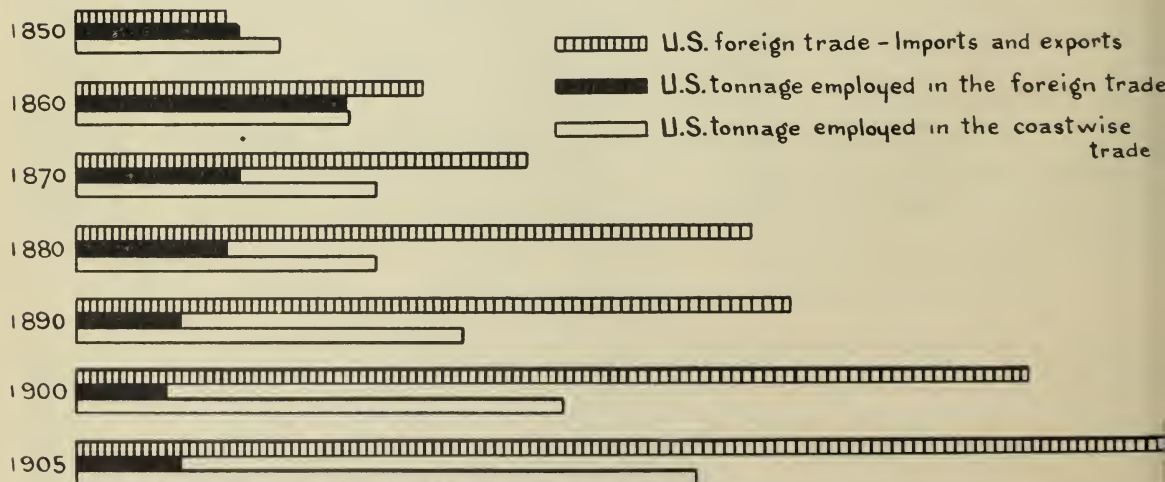 1850
U.S. foreign trade - Imports and exports
1860
U.S. tonnage employed in the foreign trade
U.S. tonnage employed in the coastwise
trade
1870
1880
1890
1900
1905